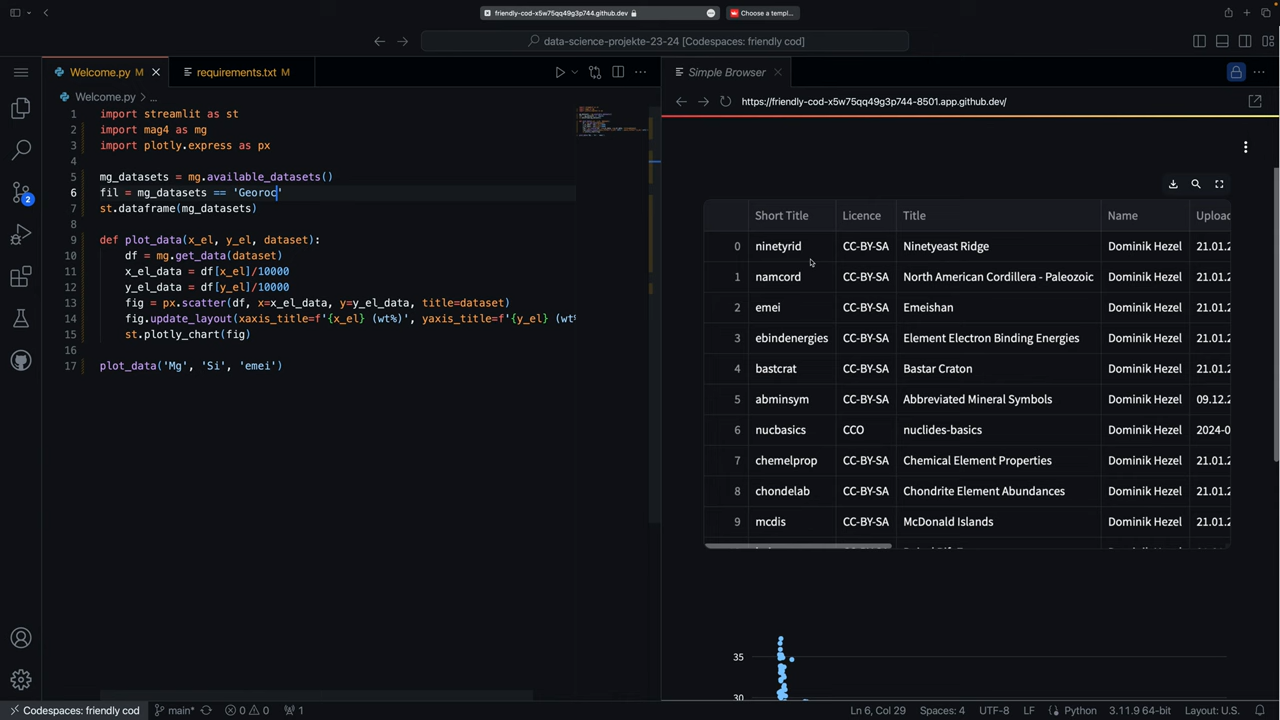 friendly-cod-x5w75qq49g3p744.github.dev
Choose a templ...
data-science-projekte-23-24 [Codespaces: friendly cod]
Welcome.py
requirements.txt M
Simple Browser
Welcome.py > ...
https://friendly-cod-x5w75qq49g3p744-8501.app.github.dev/
1 import streamlit as st
2 import mag4 as mg
3 import plotly.express as px
4
5 mg_datasets = mg.available_datasets()
6 fil = mg_datasets == 'Georoc'
7 st.dataframe(mg_datasets)
8
9 def plot_data(x_el, y_el, dataset):
10 df = mg.get_data(dataset)
11 x_el_data = df[x_el]/10000
12 y_el_data = df[y_el]/10000
13 fig = px.scatter(df, x=x_el_data, y=y_el_data, title=dataset)
14 fig.update_layout(xaxis_title=f'{x_el} (wt%)', yaxis_title=f'{y_el} (wt%
15 st.plotly_chart(fig)
16
17 plot_data('Mg', 'Si', 'emei')
2
Short Title Licence Title Name Upload
0 ninetyrid CC-BY-SA Ninetyeast Ridge Dominik Hezel 21.01.2
1 namcord CC-BY-SA North American Cordillera - Paleozoic Dominik Hezel 21.01.2
2 emei CC-BY-SA Emeishan Dominik Hezel 21.01.2
3 ebindenergies CC-BY-SA Element Electron Binding Energies Dominik Hezel 21.01.2
4 bastcrat CC-BY-SA Bastar Craton Dominik Hezel 21.01.2
5 abminsym CC-BY-SA Abbreviated Mineral Symbols Dominik Hezel 09.12.2
6 nucbasics CCO nuclides-basics Dominik Hezel 2024-0
7 chemelprop CC-BY-SA Chemical Element Properties Dominik Hezel 21.01.2
8 chondelab CC-BY-SA Chondrite Element Abundances Dominik Hezel 21.01.2
9 mcdis CC-BY-SA McDonald Islands Dominik Hezel 21.01.2
35
30
Codespaces: friendly cod main* 0 0 1 Ln 6, Col 29 Spaces: 4 UTF-8 LF Python 3.11.9 64-bit Layout: U.S.